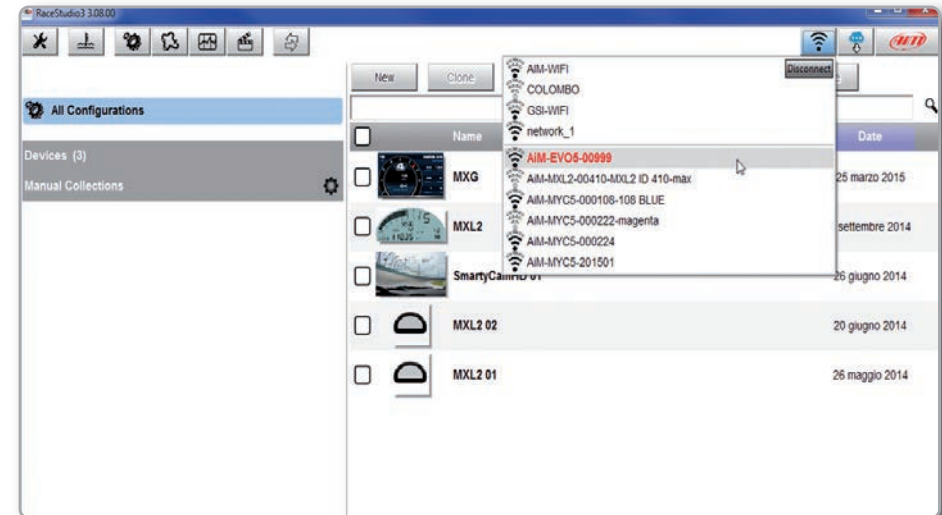 RaceStudio3 3.08.00
AiM
New
Clone
AIM-WIFI
Disconnect
COLOMBO
GSI-WIFI
network_1
AiM-EVO5-00999
AiM-MXL2-00410-MXL2 ID 410-max
AiM-MYC5-000108-108 BLUE
AiM-MYC5-000222-magenta
AiM-MYC5-000224
AiM-MYC5-201501
All Configurations
Devices (3)
Manual Collections
Name
Date
MXG
25 marzo 2015
MXL2
settembre 2014
SmartyCamHD 01
26 giugno 2014
MXL2 02
20 giugno 2014
MXL2 01
26 maggio 2014